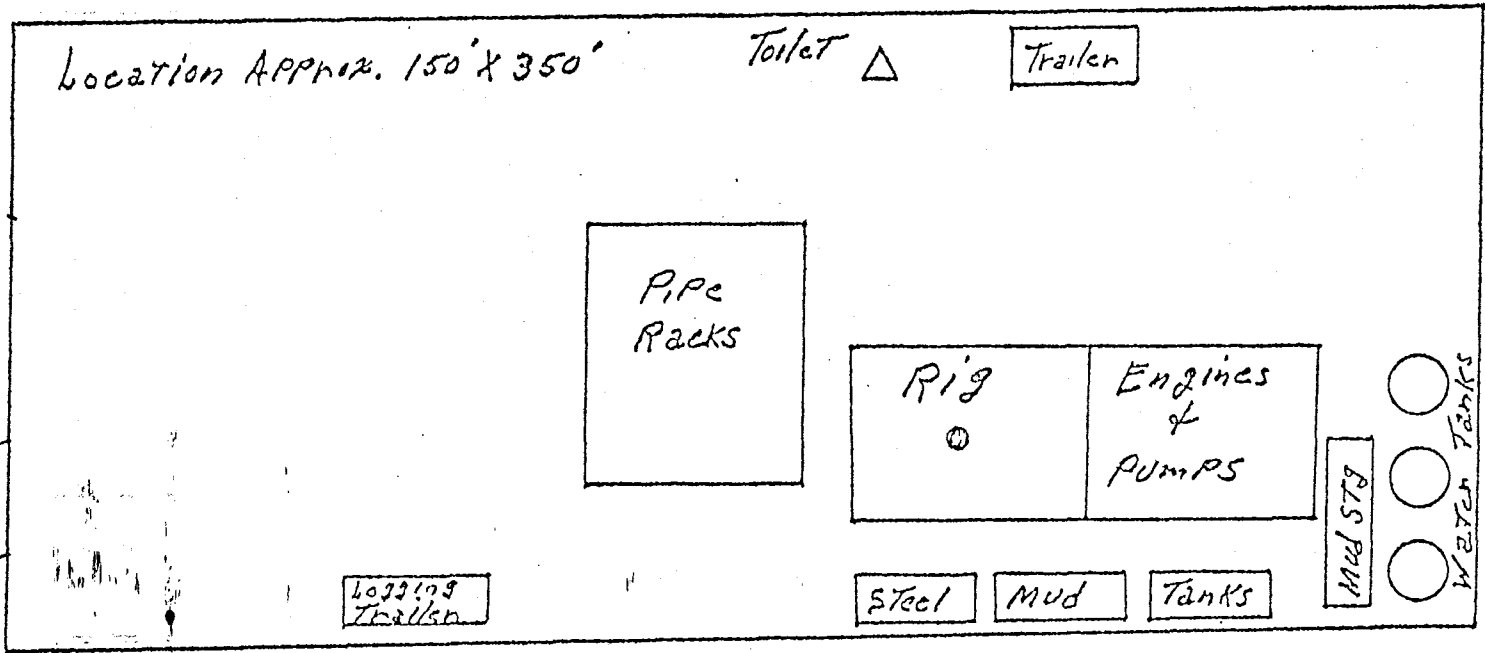 Location Approx. 150' X 350'
Toilet
Trailer
Pipe
Racks
Rig
Engines
&
Pumps
Water Tanks
Mud STg
Logging
Trailer
Steel
Mud
Tanks